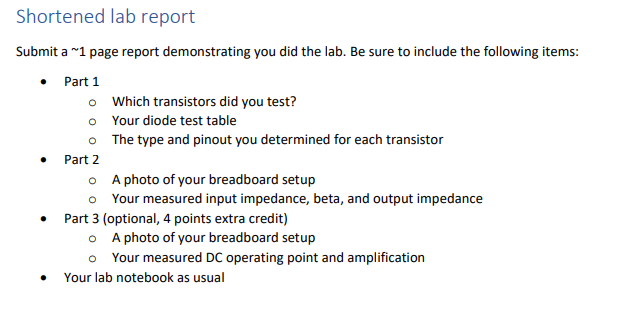 Shortened lab report
Submit a ~1 page report demonstrating you did the lab. Be sure to include the following items:
• Part 1
o Which transistors did you test?
o Your diode test table
o The type and pinout you determined for each transistor
• Part 2
o A photo of your breadboard setup
o Your measured input impedance, beta, and output impedance
• Part 3 (optional, 4 points extra credit)
o A photo of your breadboard setup
o Your measured DC operating point and amplification
• Your lab notebook as usual